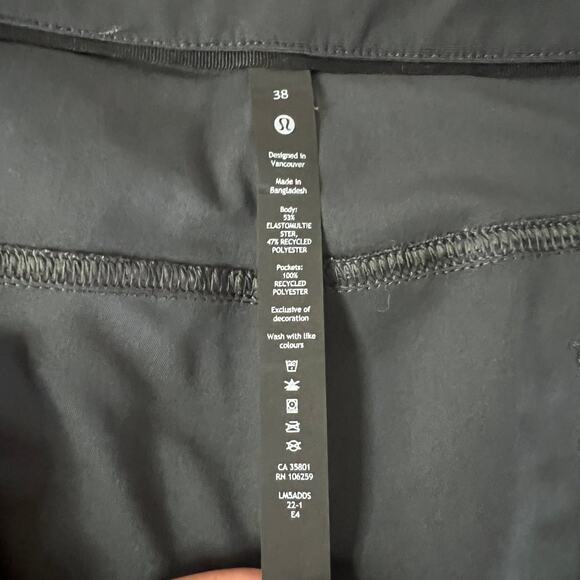 38
Designed in
Vancouver
Made in
Bangladesh
Body:
53%
ELASTOMULTIE
STER,
47% RECYCLED
POLYESTER
Pockets:
100%
RECYCLED
POLYESTER
Exclusive of
decoration
Wash with like
colours
CA 35801
RN 106259
LM5ADDS
22-1
E4